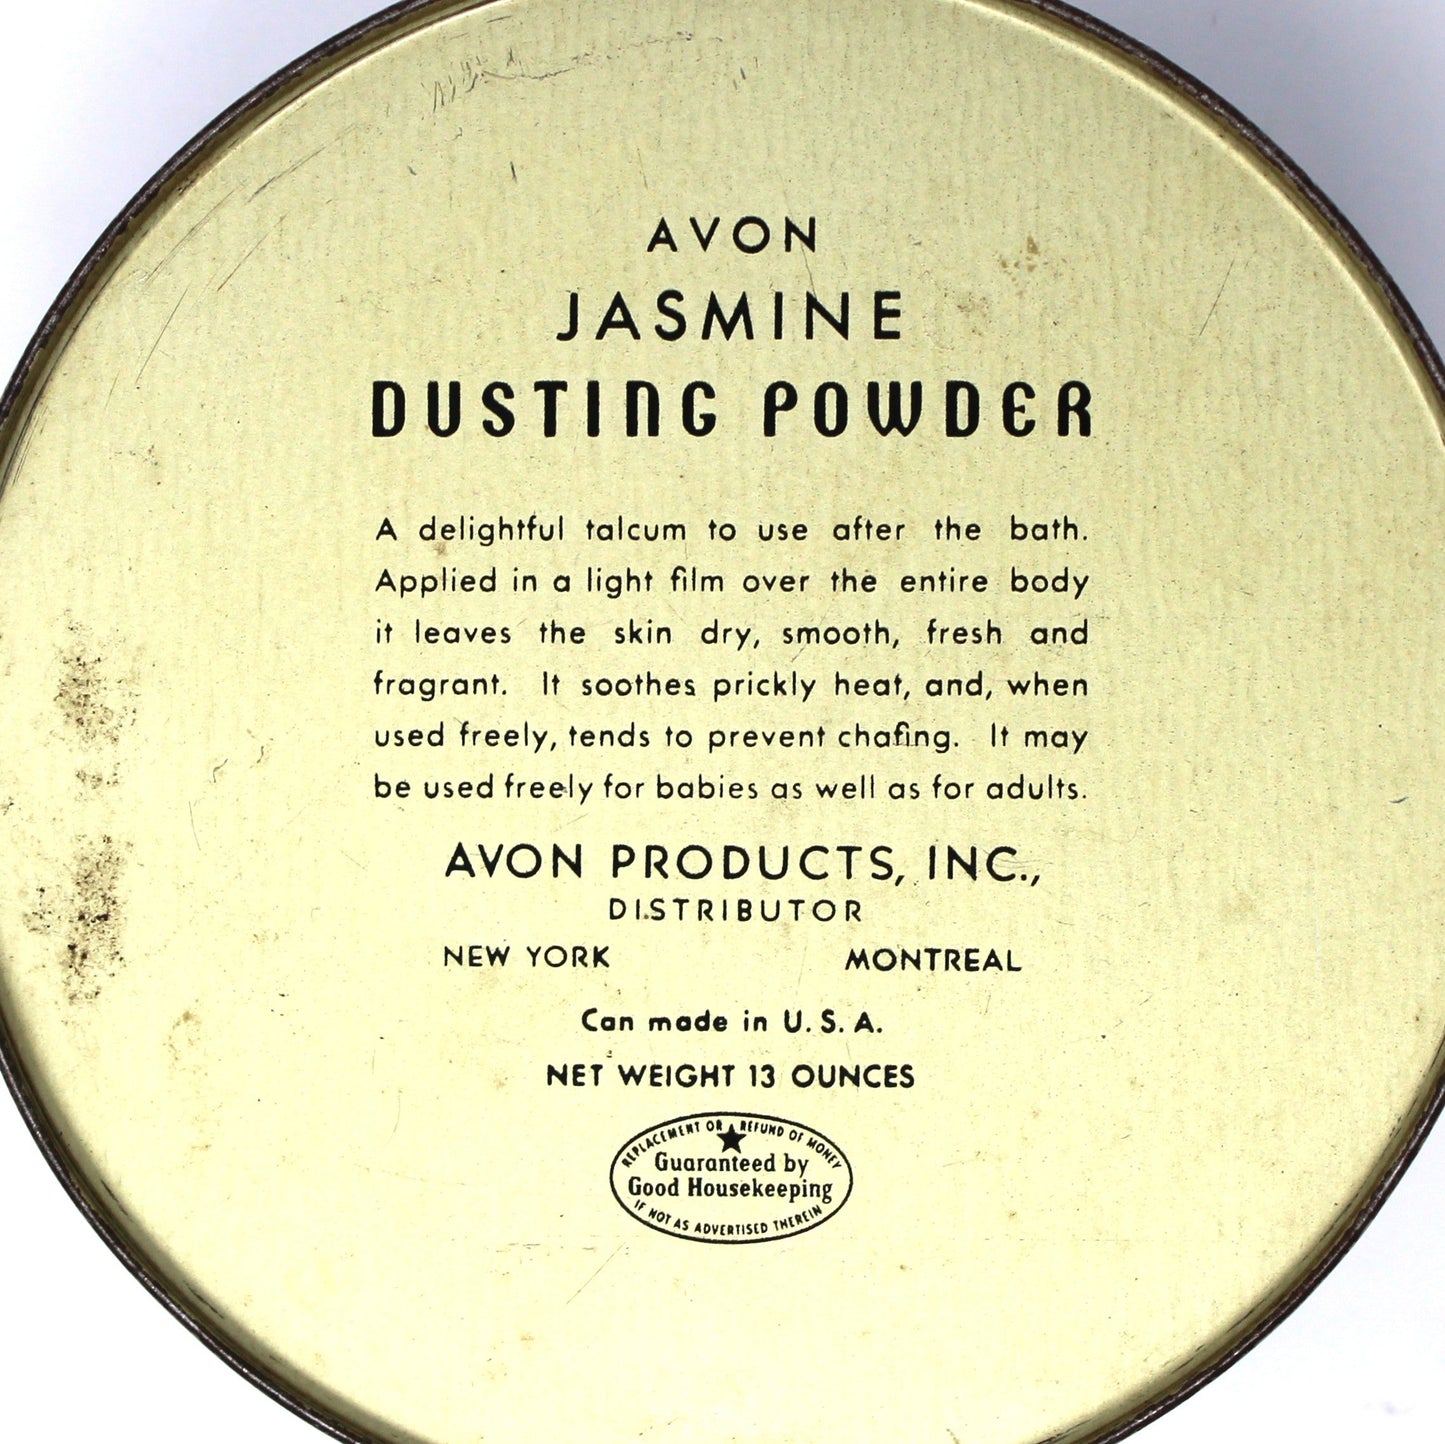 AVON
JASMINE
DUSTING POWDER
A delightful talcum to use after the bath.
Applied in a light film over the entire body
it leaves the skin dry, smooth, fresh and
fragrant. It soothes prickly heat, and, when
used freely, tends to prevent chafing. It may
be used freely for babies as well as for adults.
AVON PRODUCTS, INC.,
DISTRIBUTOR
NEW YORK MONTREAL
Can made in U. S. A.
NET WEIGHT 13 OUNCES
REPLACEMENT OR REFUND OF MONEY
Guaranteed by
Good Housekeeping
IF NOT AS ADVERTISED THEREIN